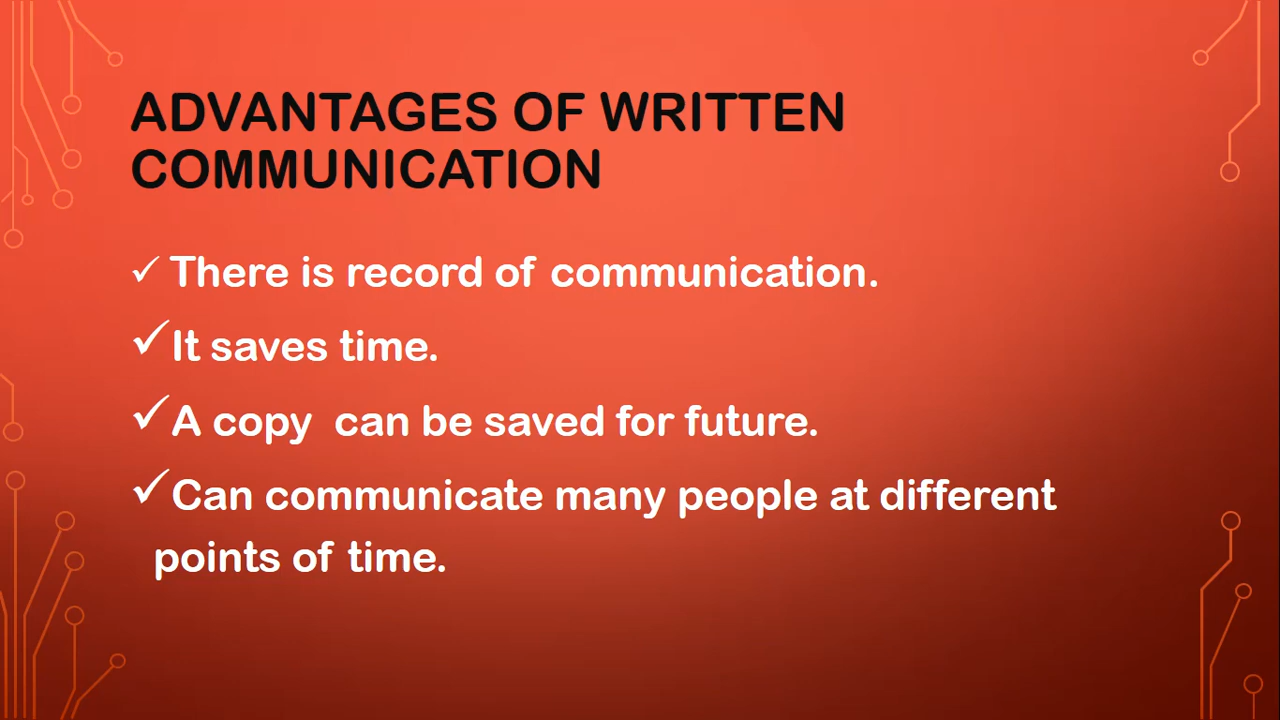 ADVANTAGES OF WRITTEN
COMMUNICATION
✓ There is record of communication.
✓It saves time.
✓A copy  can be saved for future.
✓Can communicate many people at different
points of time.